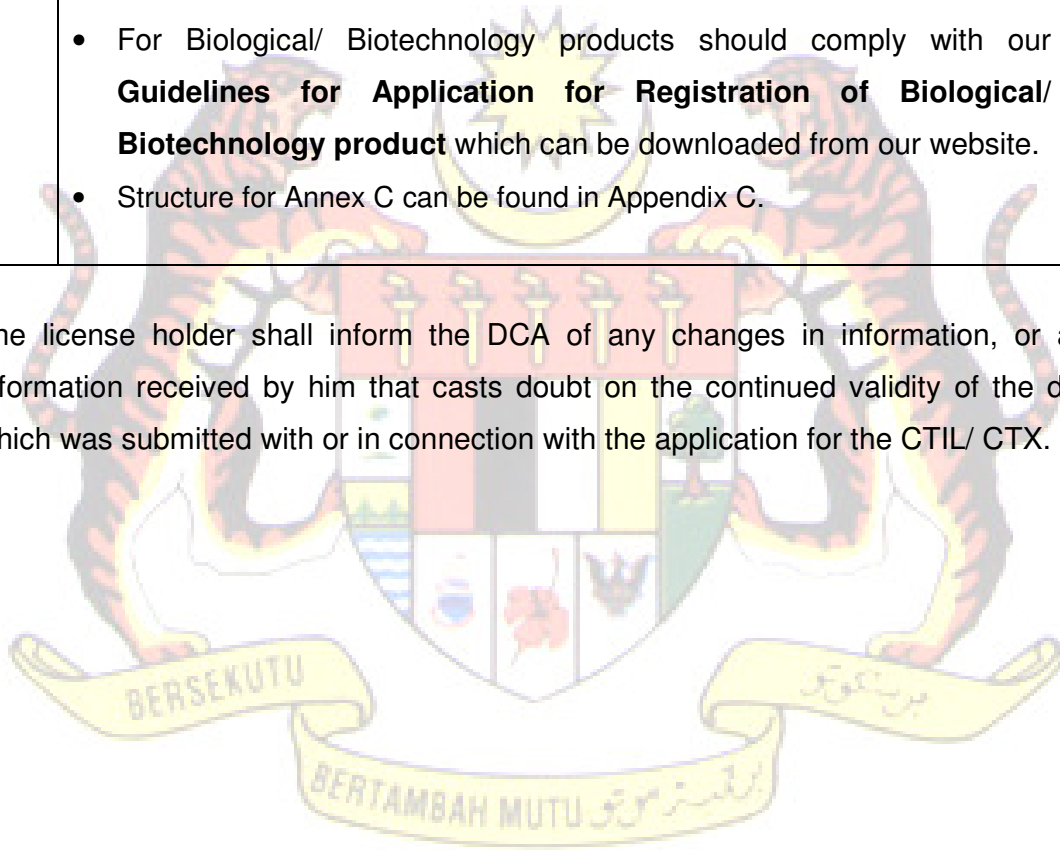 • For Biological/ Biotechnology products should comply with our
Guidelines for Application for Registration of Biological/
Biotechnology product which can be downloaded from our website.
• Structure for Annex C can be found in Appendix C.
license holder shall inform the DCA of any changes in information, or
received by him that casts doubt on the continued validity of the
was submitted with or in connection with the application for the CTIL/ CTX.
BERSEKUTU برسکوتو
BERTAMBAH MUTU برتمبه موتو